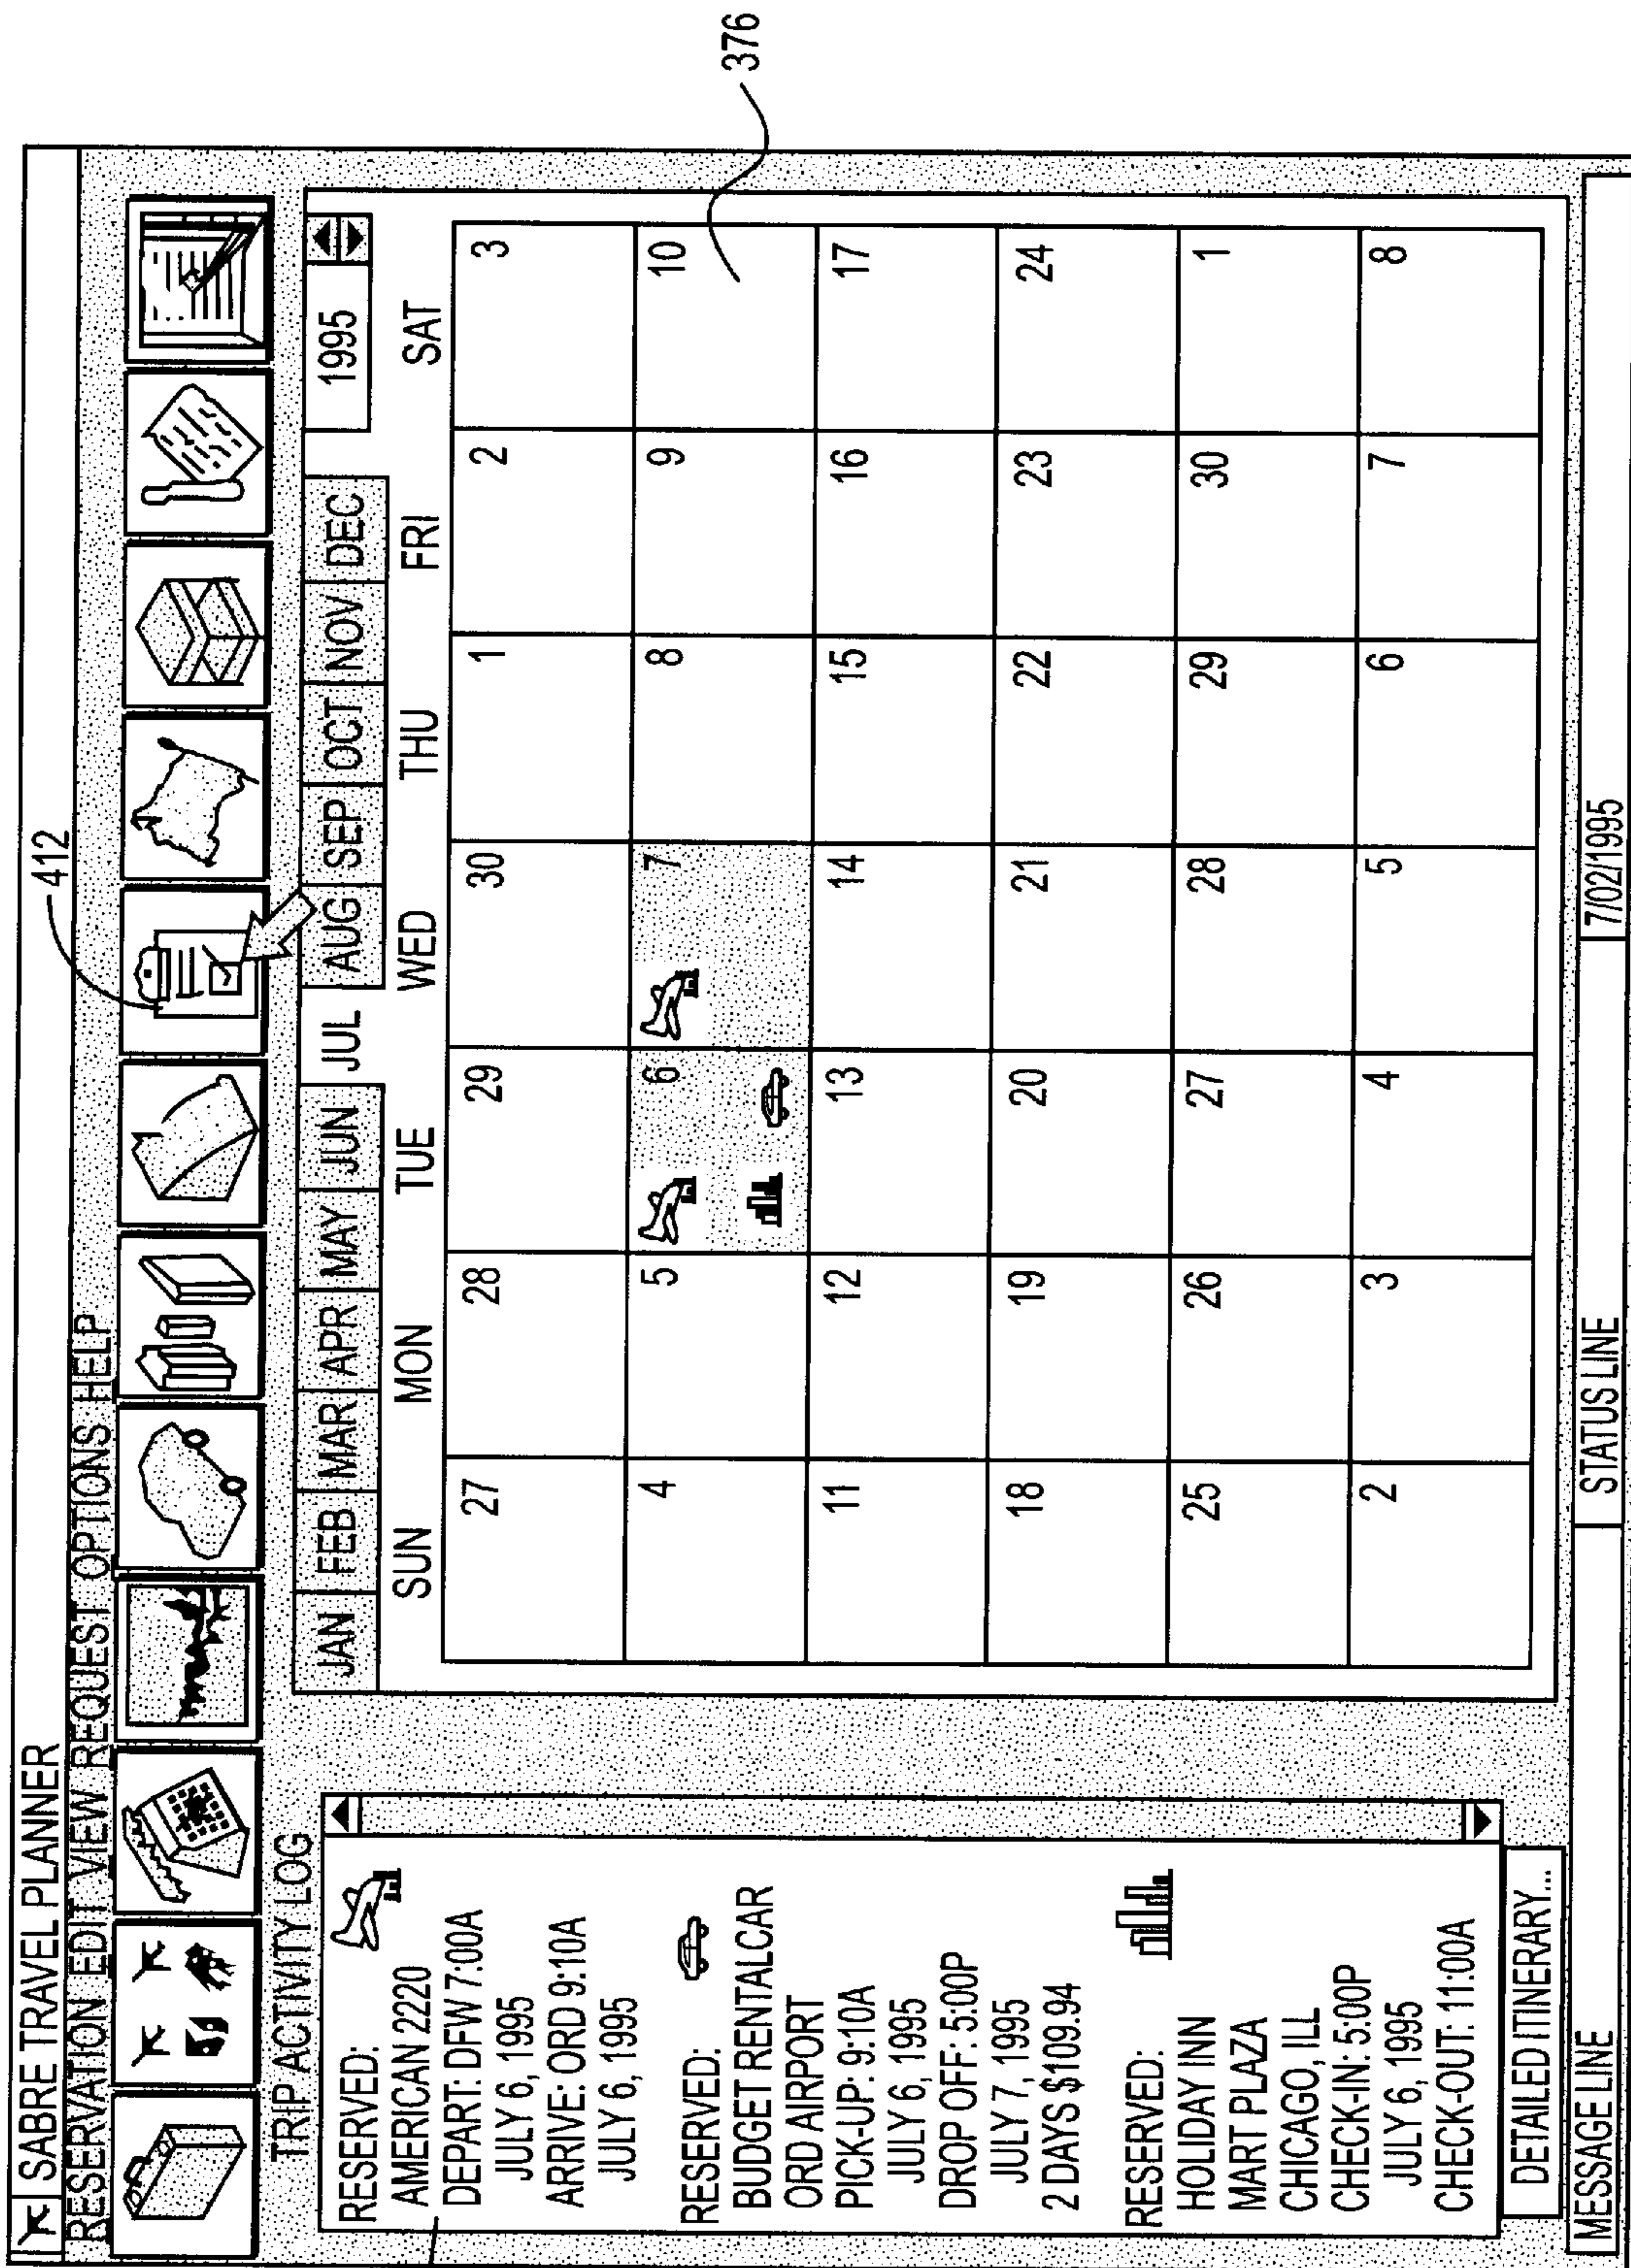 SABRE TRAVEL PLANNER
RESERVATION EDIT VIEW REQUEST OPTIONS HELP
412
TRIP ACTIVITY LOG
RESERVED:
AMERICAN 2220
DEPART: DFW 7:00A
JULY 6, 1995
ARRIVE: ORD 9:10A
JULY 6, 1995
RESERVED:
BUDGET RENTALCAR
ORD AIRPORT
PICK-UP: 9:10A
JULY 6, 1995
DROP OFF: 5:00P
JULY 7, 1995
2 DAYS $109.94
RESERVED:
HOLIDAY INN
MART PLAZA
CHICAGO, ILL
CHECK-IN: 5:00P
JULY 6, 1995
CHECK-OUT: 11:00A
DETAILED ITINERARY...
JAN FEB MAR APR MAY JUN JUL AUG SEP OCT NOV DEC 1995
SUN MON TUE WED THU FRI SAT
27 28 29 30 1 2 3
4 5 6 7 8 9 10
11 12 13 14 15 16 17
18 19 20 21 22 23 24
25 26 27 28 29 30 1
2 3 4 5 6 7 8
376
MESSAGE LINE STATUS LINE 7/02/1995